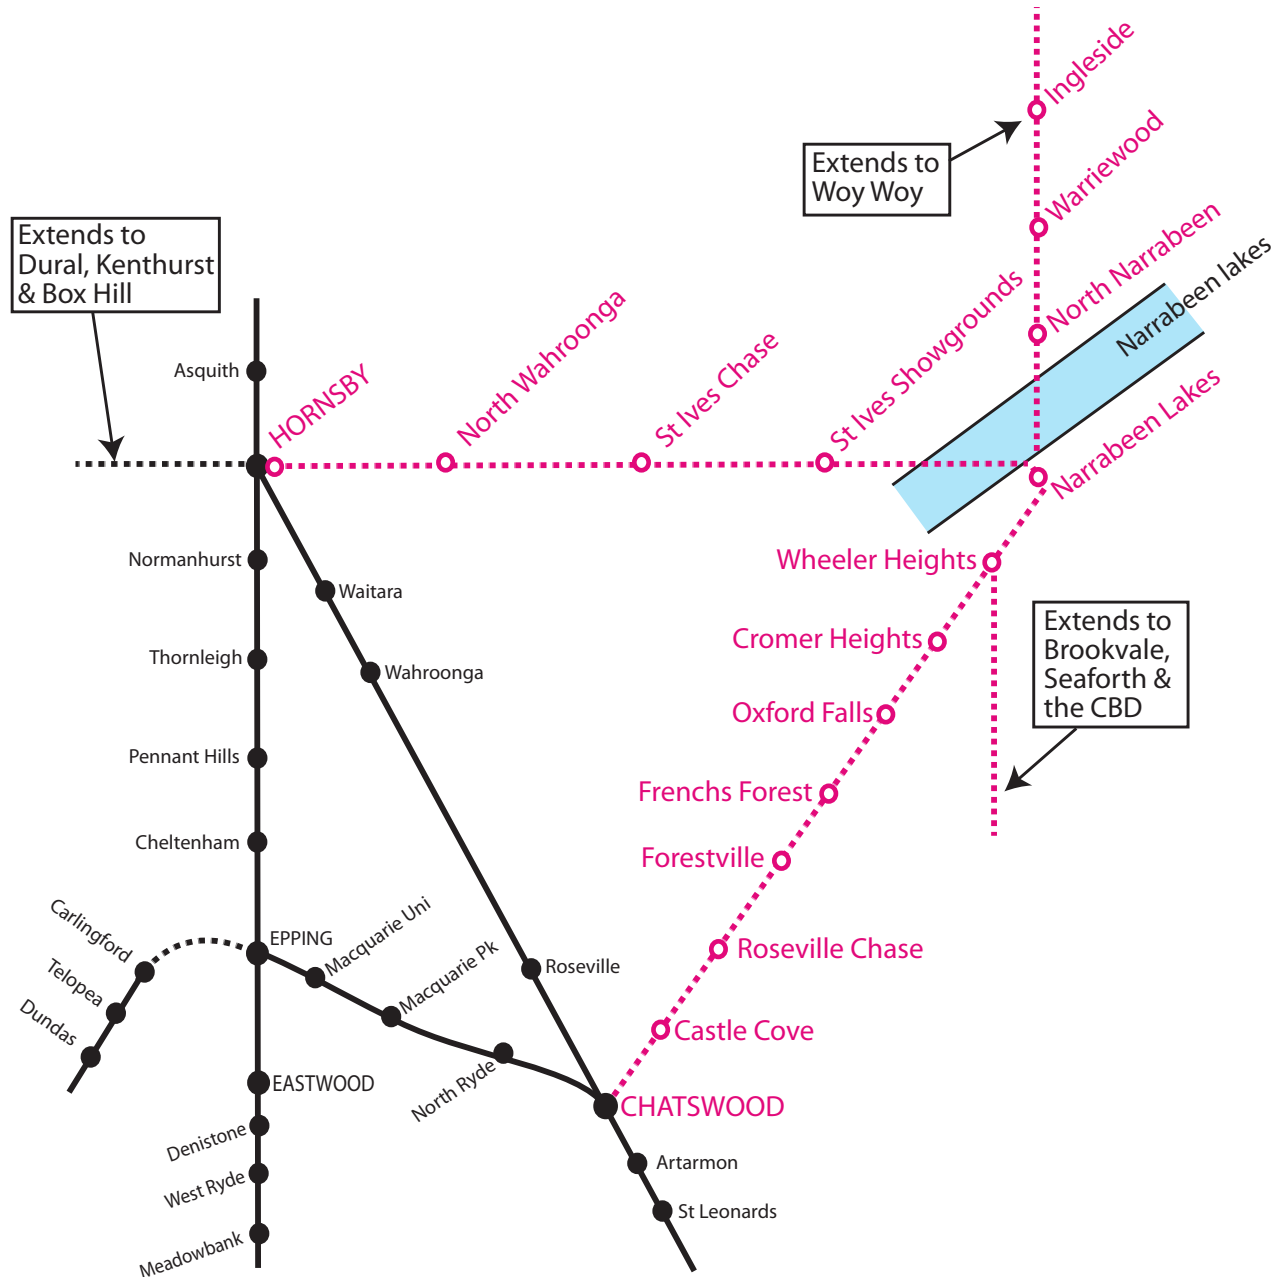 Ingleside
Extends to
Woy Woy
Warriewood
North Narrabeen
Narrabeen lakes
Extends to
Dural, Kenthurst
& Box Hill
Asquith
HORNSBY
North Wahroonga
St Ives Chase
St Ives Showgrounds
Narrabeen Lakes
Normanhurst
Waitara
Wheeler Heights
Thornleigh
Wahroonga
Cromer Heights
Extends to
Brookvale,
Seaforth &
the CBD
Oxford Falls
Pennant Hills
Frenchs Forest
Cheltenham
Forestville
Carlingford
EPPING
Macquarie Uni
Roseville Chase
Telopea
Macquarie Pk
Roseville
Dundas
Castle Cove
EASTWOOD
North Ryde
CHATSWOOD
Denistone
Artarmon
West Ryde
St Leonards
Meadowbank